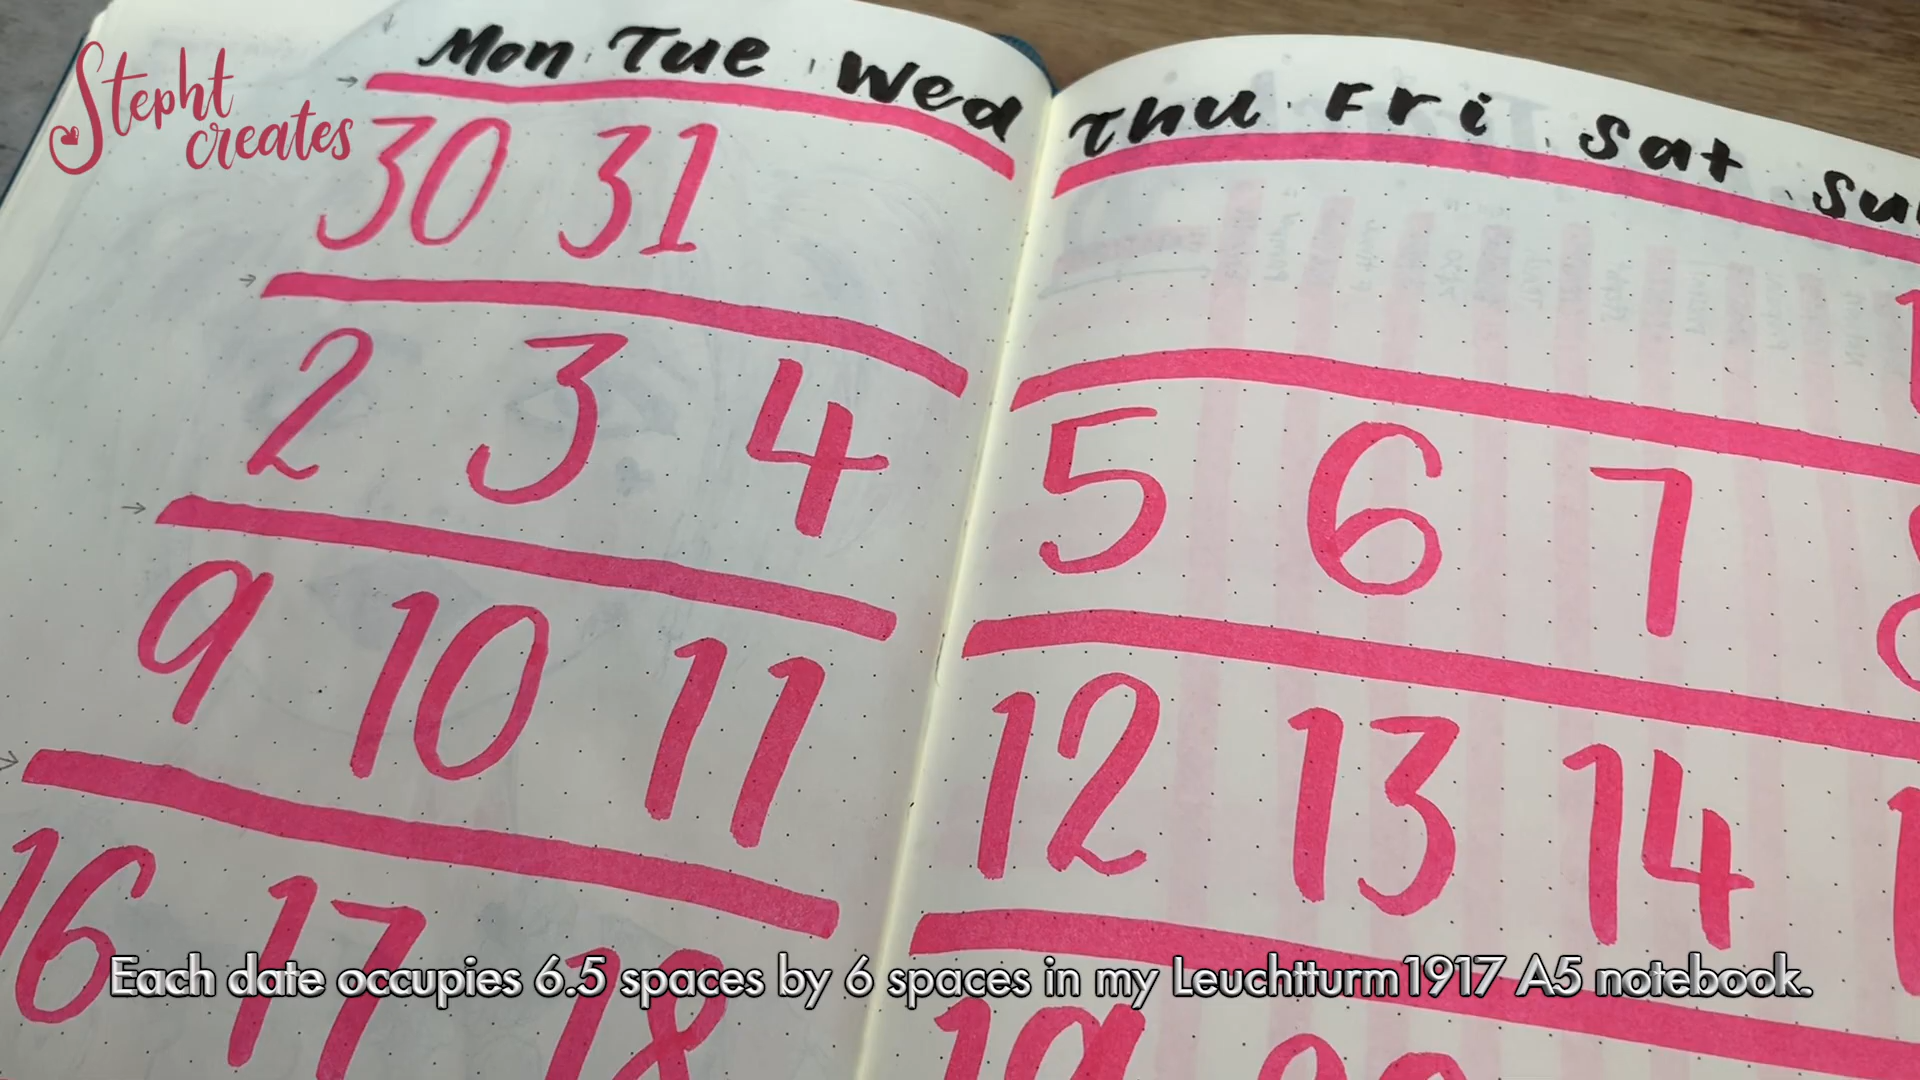 Stepht
creates
Mon Tue Wed Thu Fri Sat Su
30 31
2 3 4 5 6 7
9 10 11 12 13 14
16 17 18 19
Each date occupies 6.5 spaces by 6 spaces in my Leuchtturm1917 A5 notebook.